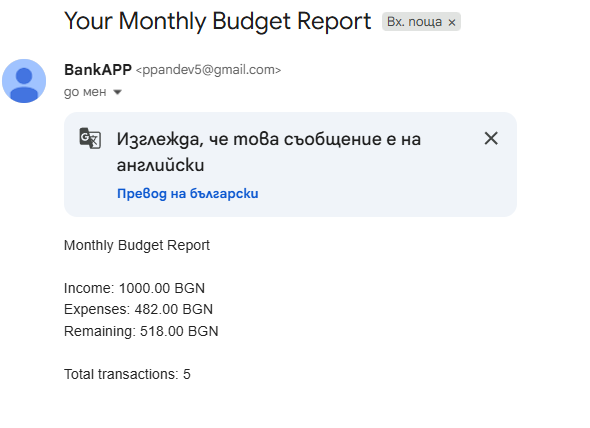 Your Monthly Budget Report Вх. поща ×
BankAPP <ppandev5@gmail.com>
до мен
Изглежда, че това съобщение е на
английски
Превод на български
Monthly Budget Report
Income: 1000.00 BGN
Expenses: 482.00 BGN
Remaining: 518.00 BGN
Total transactions: 5